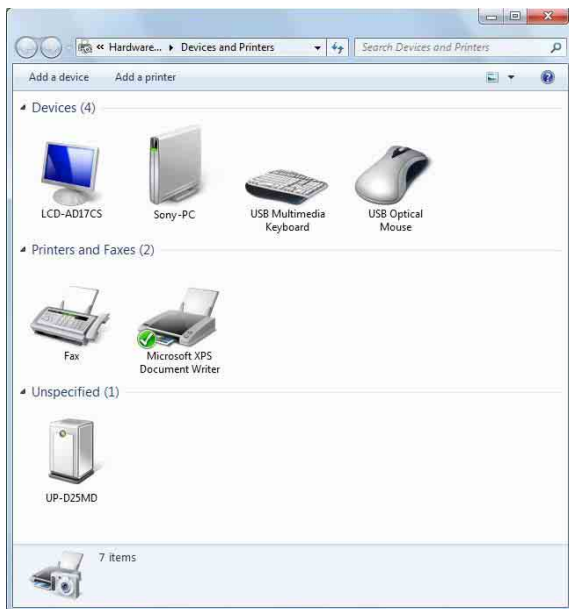 « Hardware... ▸ Devices and Printers
Search Devices and Printers
Add a device Add a printer
Devices (4)
LCD-AD17CS Sony-PC USB Multimedia Keyboard USB Optical Mouse
Printers and Faxes (2)
Fax Microsoft XPS Document Writer
Unspecified (1)
UP-D25MD
7 items